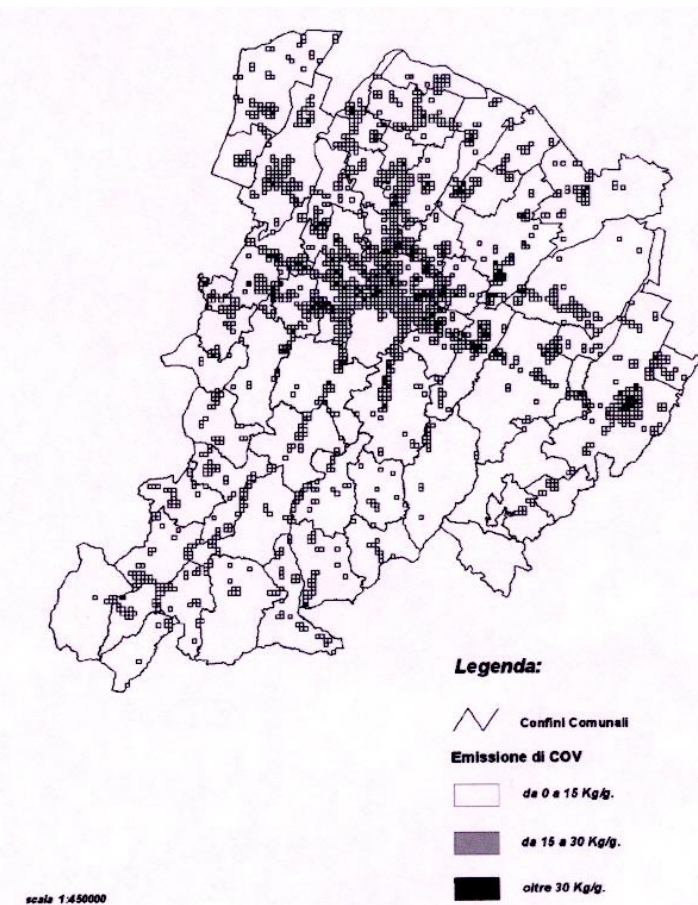 Legenda:
Confini Comunali
Emissione di COV
da 0 a 15 Kg/g.
da 15 a 30 Kg/g.
oltre 30 Kg/g.
scala 1:450000